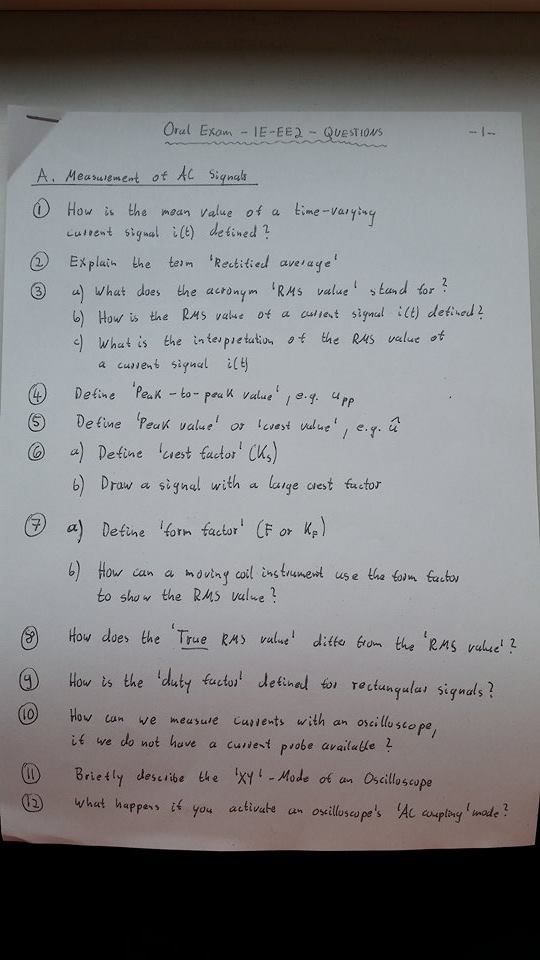 Oral Exam - IE-EE2 - QUESTIONS
-1-
A. Measurement of AC Signals
1 How is the mean value of a time-varying
current signal i(t) defined?
2 Explain the term 'Rectified average'
3 a) What does the acronym 'RMS value' stand for?
b) How is the RMS value of a current signal i(t) defined?
c) What is the interpretation of the RMS value of
a current signal i(t)
4 Define 'Peak-to-peak value', e.g. upp
5 Define 'Peak value' or 'crest value', e.g. û
6 a) Define 'crest factor' (Ks)
b) Draw a signal with a large crest factor
7 a) Define 'form factor' (F or KF)
b) How can a moving coil instrument use the form factor
to show the RMS value?
8 How does the 'True RMS value' differ from the 'RMS value'?
9 How is the 'duty factor' defined for rectangular signals?
10 How can we measure currents with an oscilloscope,
if we do not have a current probe available?
11 Briefly describe the 'XY'-Mode of an Oscilloscope
12 What happens if you activate an oscilloscope's 'AC coupling' mode?